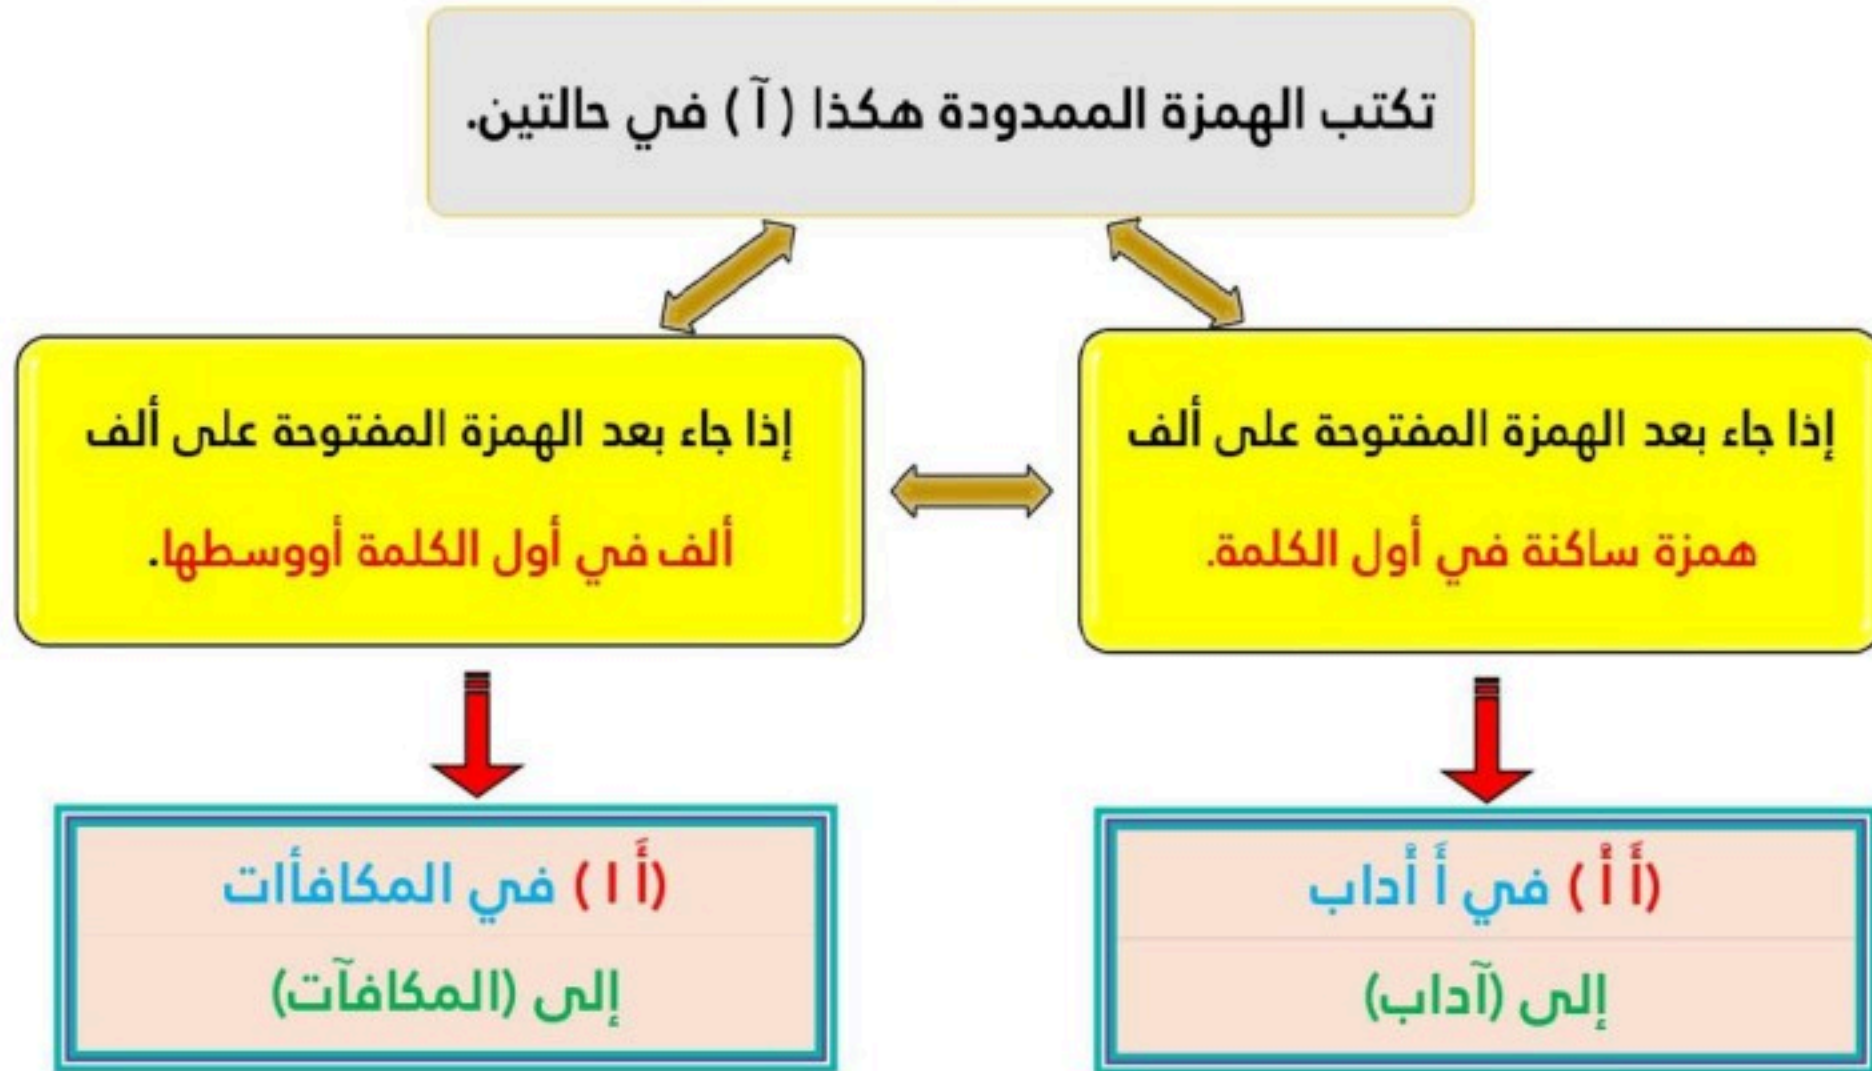 تكتب الهمزة الممدودة هكذا ( آ ) في حالتين.
إذا جاء بعد الهمزة المفتوحة على ألف
همزة ساكنة في أول الكلمة.
إذا جاء بعد الهمزة المفتوحة على ألف
ألف في أول الكلمة أووسطها.
(أَ أْ ) في أَ أْداب
إلى (آداب)
(أَ ا ) في المكافأات
إلى (المكافآت)